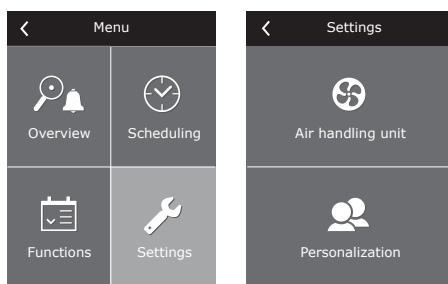 Menu
Overview
Scheduling
Functions
Settings
Settings
Air handling unit
Personalization